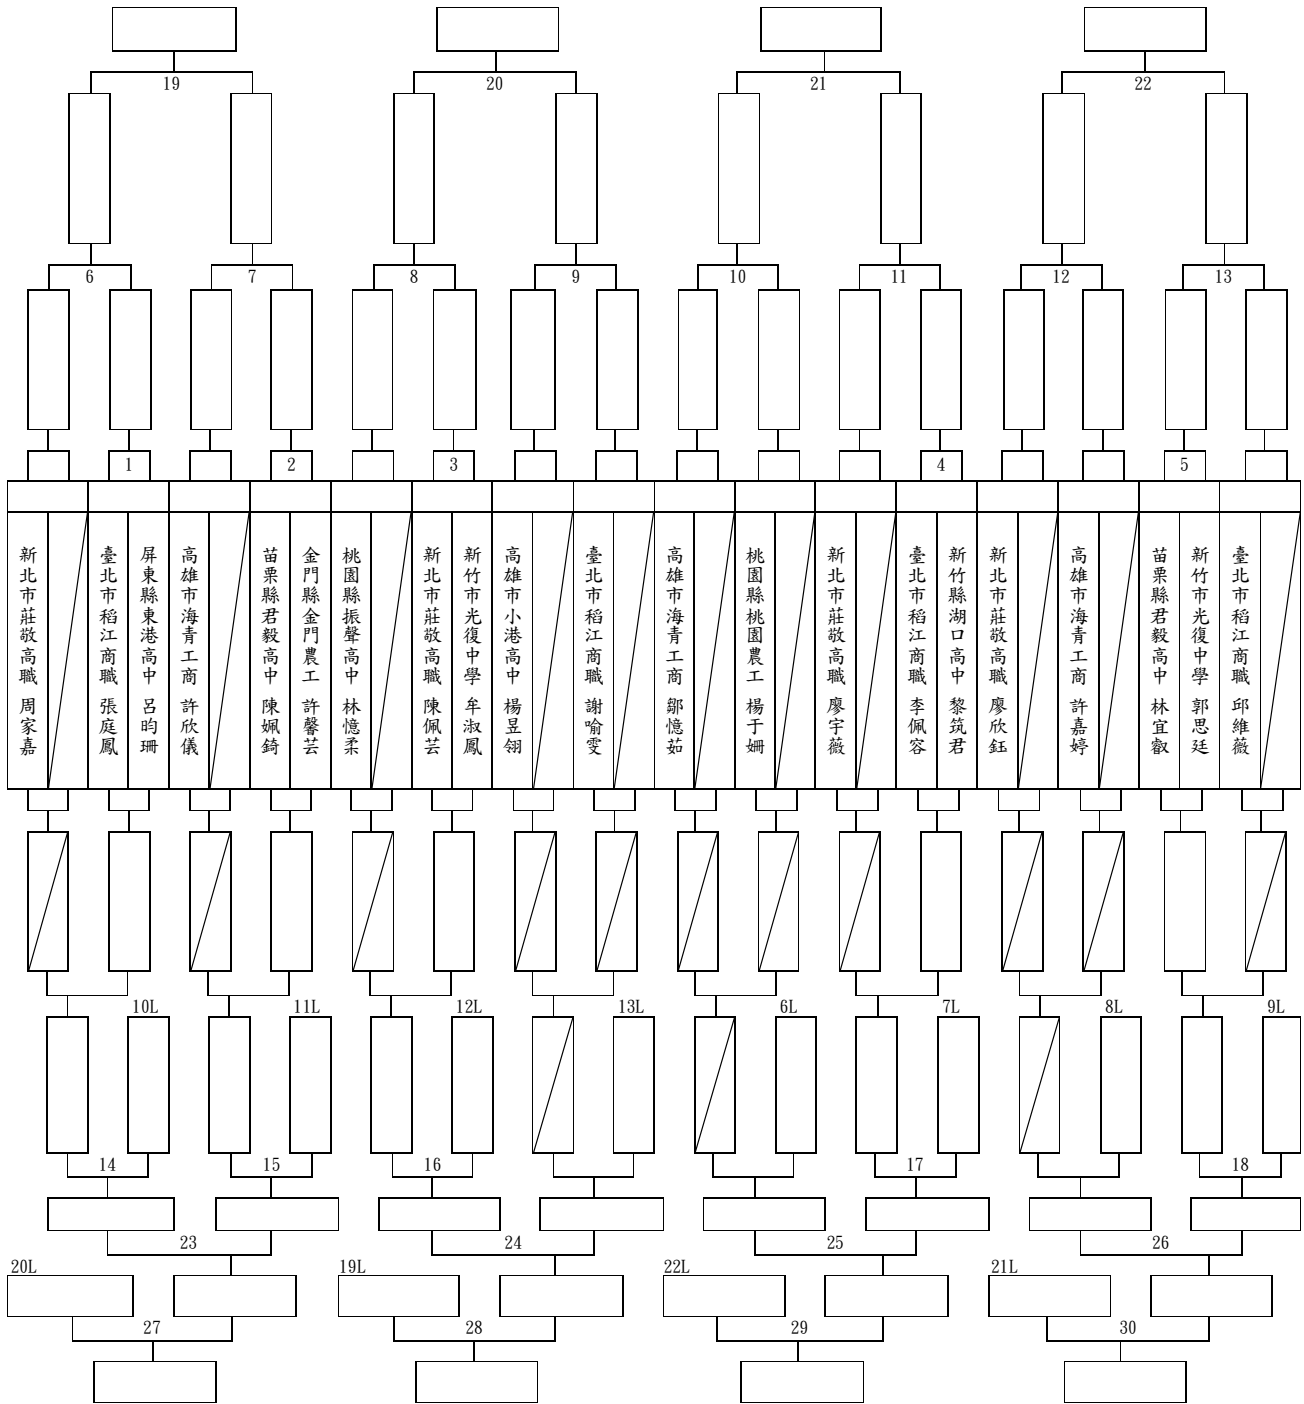 19 20 21 22
6 7 8 9 10 11 12 13
1 2 3 4 5
新北市莊敬高職 周家嘉
臺北市稻江商職 張庭鳳
屏東縣東港高中 呂昀珊
高雄市海青工商 許欣儀
苗栗縣君毅高中 陳姵錡
金門縣金門農工 許馨芸
桃園縣振聲高中 林憶柔
新北市莊敬高職 陳佩芸
新竹市光復中學 牟淑鳳
高雄市小港高中 楊昱翎
臺北市稻江商職 謝喻雯
高雄市海青工商 鄒憶茹
桃園縣桃園農工 楊于姍
新北市莊敬高職 廖宇薇
臺北市稻江商職 李佩容
新竹縣湖口高中 黎筑君
新北市莊敬高職 廖欣鈺
高雄市海青工商 許嘉婷
苗栗縣君毅高中 林宜叡
新竹市光復中學 郭思廷
臺北市稻江商職 邱維薇
10L 11L 12L 13L 6L 7L 8L 9L
14 15 16 17 18
23 24 25 26
20L 19L 22L 21L
27 28 29 30